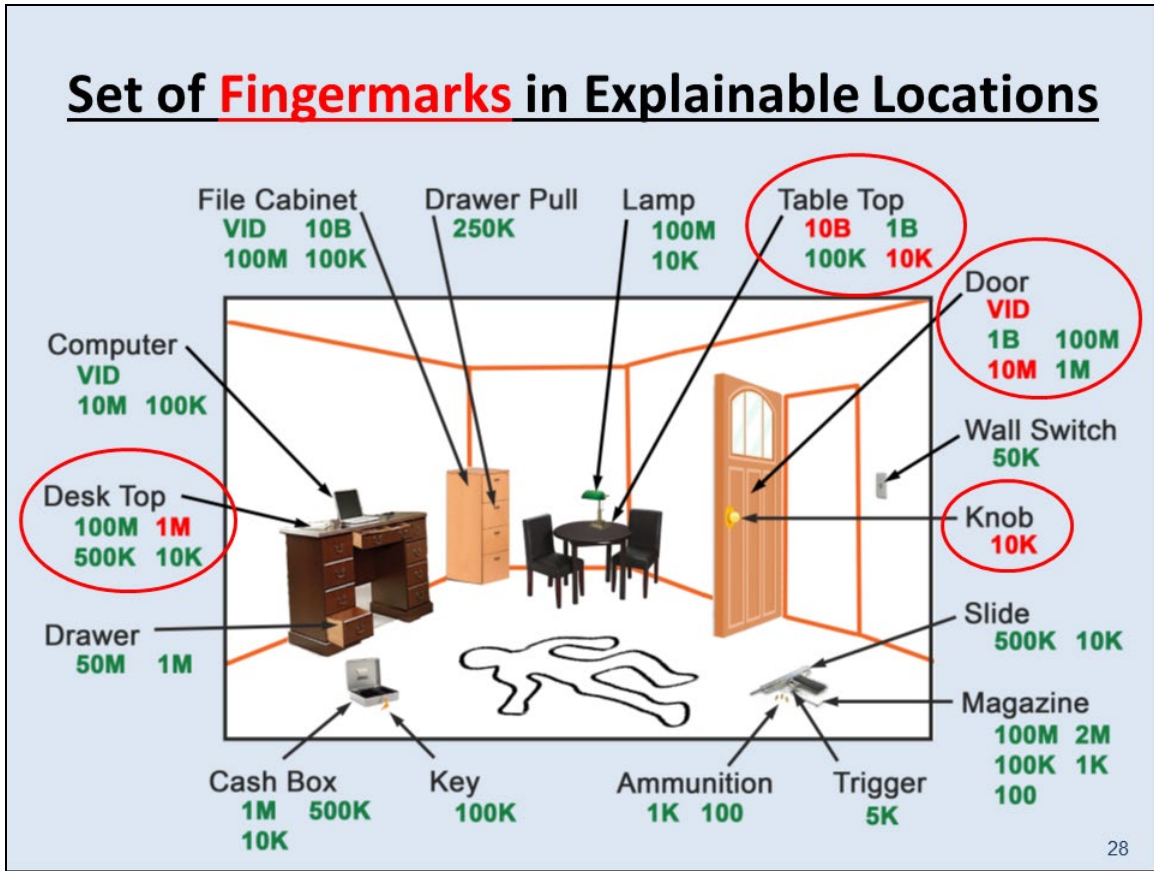 Set of Fingermarks in Explainable Locations
File Cabinet
VID 10B
100M 100K
Drawer Pull
250K
Lamp
100M
10K
Table Top
10B 1B
100K 10K
Door
VID
1B 100M
10M 1M
Computer
VID
10M 100K
Wall Switch
50K
Desk Top
100M 1M
500K 10K
Knob
10K
Drawer
50M 1M
Slide
500K 10K
Magazine
100M 2M
100K 1K
100
Cash Box
1M 500K
10K
Key
100K
Ammunition
1K 100
Trigger
5K
28